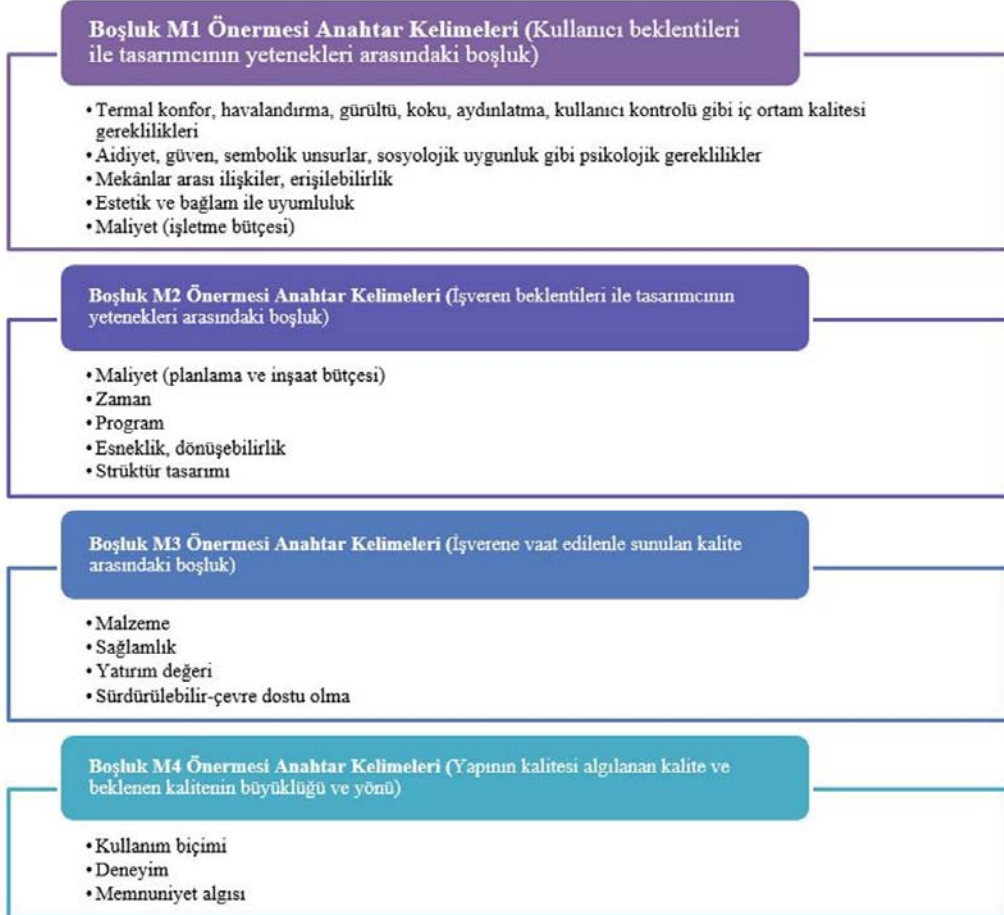 Boşluk M1 Önermesi Anahtar Kelimeleri (Kullanıcı beklentileri
ile tasarımcının yetenekleri arasındaki boşluk)
• Termal konfor, havalandırma, gürültü, koku, aydınlatma, kullanıcı kontrolü gibi iç ortam kalitesi
gereklilikleri
• Aidiyet, güven, sembolik unsurlar, sosyolojik uygunluk gibi psikolojik gereklilikler
• Mekânlar arası ilişkiler, erişilebilirlik
• Estetik ve bağlam ile uyumluluk
• Maliyet (işletme bütçesi)
Boşluk M2 Önermesi Anahtar Kelimeleri (İşveren beklentileri ile tasarımcının
yetenekleri arasındaki boşluk)
• Maliyet (planlama ve inşaat bütçesi)
• Zaman
• Program
• Esneklik, dönüşebilirlik
• Strüktür tasarımı
Boşluk M3 Önermesi Anahtar Kelimeleri (İşverene vaat edilenle sunulan kalite
arasındaki boşluk)
• Malzeme
• Sağlamlık
• Yatırım değeri
• Sürdürülebilir-çevre dostu olma
Boşluk M4 Önermesi Anahtar Kelimeleri (Yapının kalitesi algılanan kalite ve
beklenen kalitenin büyüklüğü ve yönü)
• Kullanım biçimi
• Deneyim
• Memnuniyet algısı